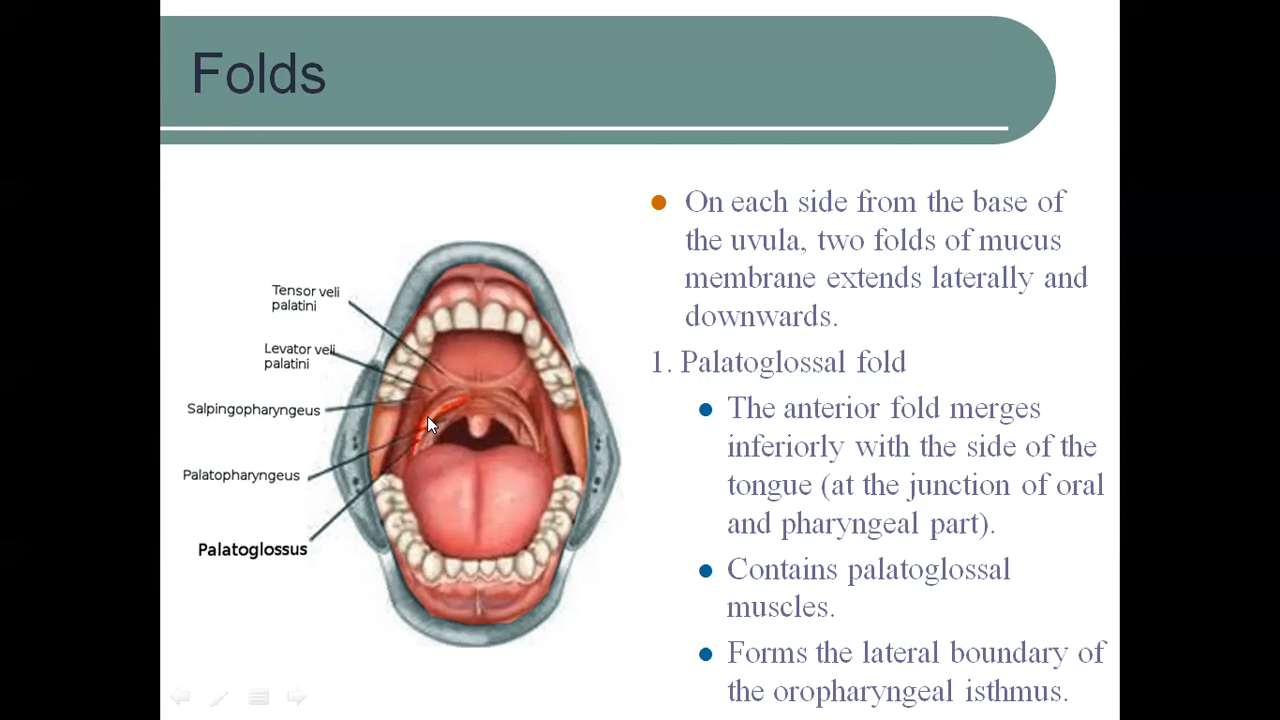 Folds
Tensor veli
palatini
Levator veli
palatini
Salpingopharyngeus
Palatopharyngeus
Palatoglossus
On each side from the base of
the uvula, two folds of mucus
membrane extends laterally and
downwards.
1. Palatoglossal fold
The anterior fold merges
inferiorly with the side of the
tongue (at the junction of oral
and pharyngeal part).
Contains palatoglossal
muscles.
Forms the lateral boundary of
the oropharyngeal isthmus.